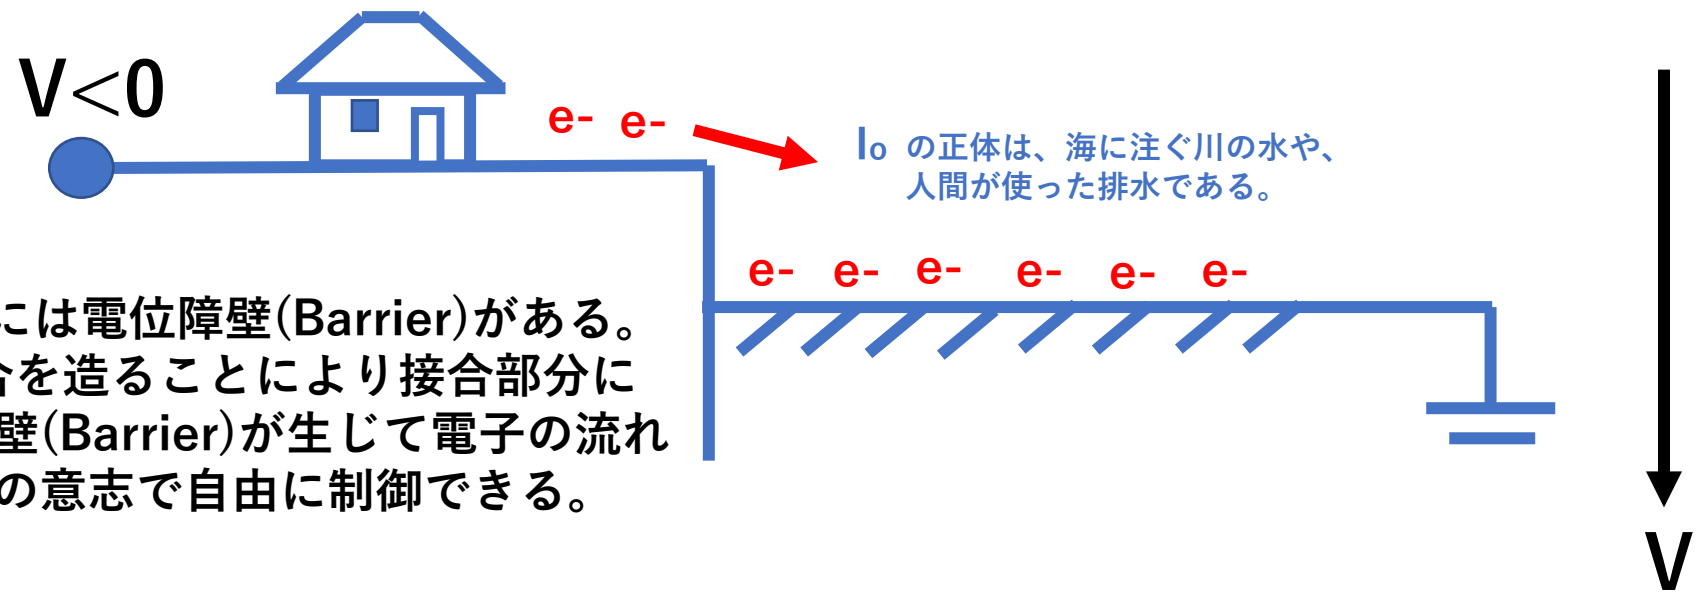 V<0
e- e-
I₀ の正体は、海に注ぐ川の水や、
人間が使った排水である。
e- e- e- e- e- e-
には電位障壁(Barrier)がある。
を造ることにより接合部分に
壁(Barrier)が生じて電子の流れ
の意志で自由に制御できる。
V